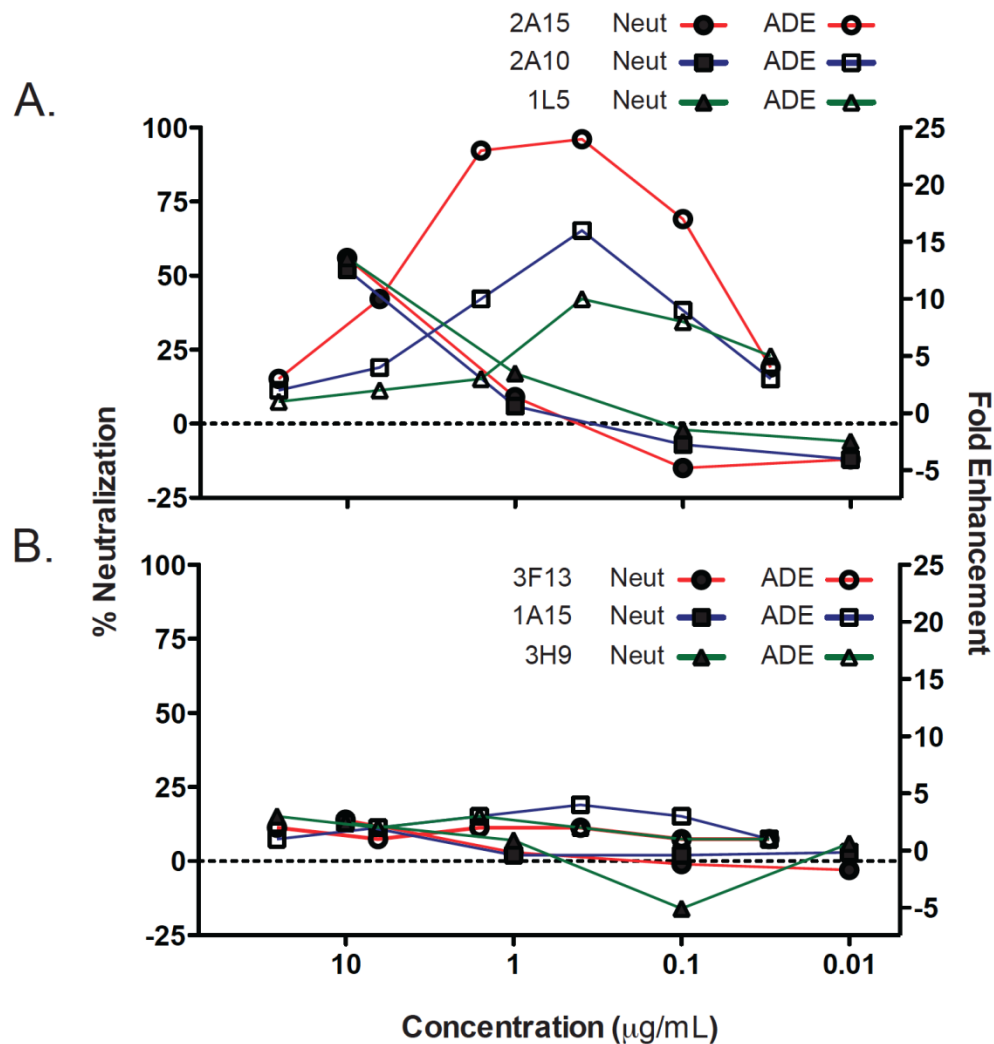 2A15 Neut ADE
2A10 Neut ADE
1L5 Neut ADE
A.
100
75
50
25
0
-25
25
20
15
10
5
0
-5
% Neutralization
Fold Enhancement
B.
3F13 Neut ADE
1A15 Neut ADE
3H9 Neut ADE
100
75
50
25
0
-25
25
20
15
10
5
0
-5
10 1 0.1 0.01
Concentration (μg/mL)